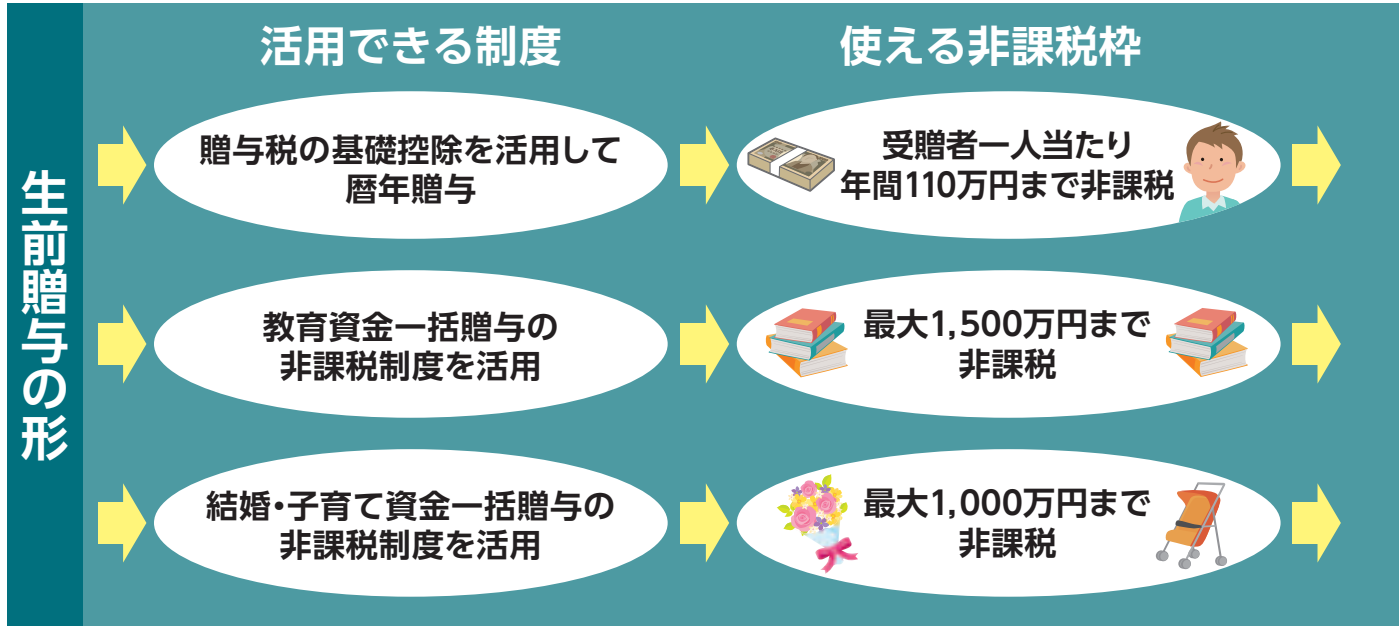 生前贈与の形
活用できる制度
使える非課税枠
贈与税の基礎控除を活用して
暦年贈与
受贈者一人当たり
年間110万円まで非課税
教育資金一括贈与の
非課税制度を活用
最大1,500万円まで
非課税
結婚・子育て資金一括贈与の
非課税制度を活用
最大1,000万円まで
非課税